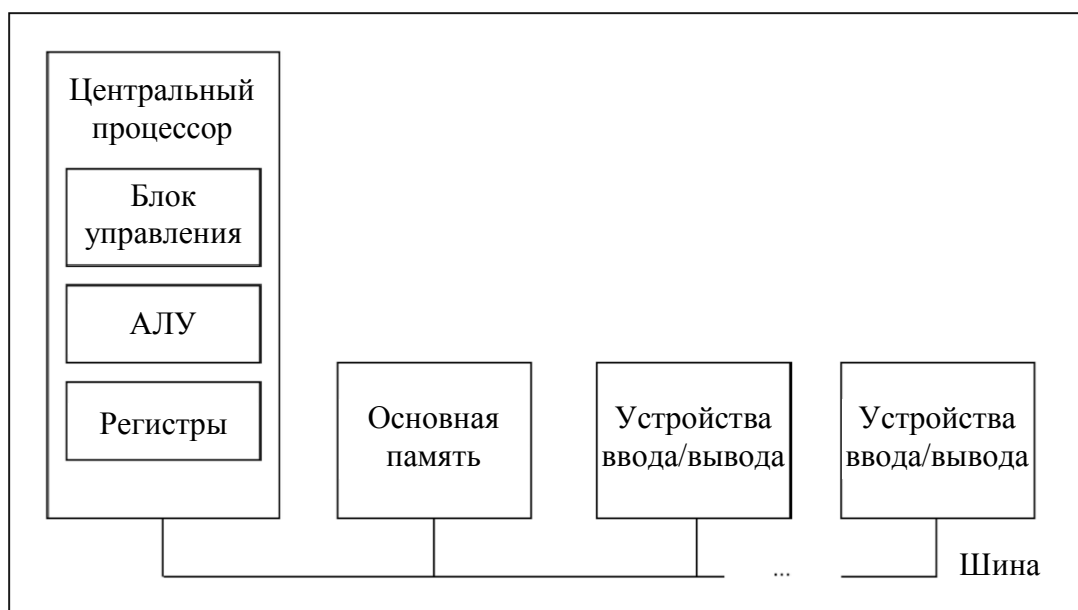 Центральный
процессор
Блок
управления
АЛУ
Регистры
Основная
память
Устройства
ввода/вывода
Устройства
ввода/вывода
...
Шина